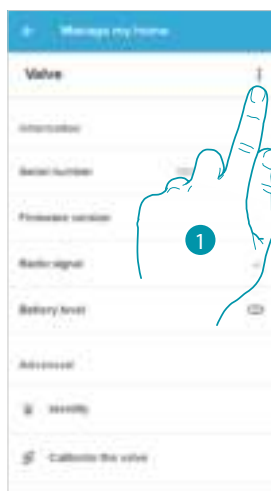 Manage my home
Valve
Information
Serial number
Firmware version
Radio signal
1
Battery level
Advanced
Identify
Calibrate the valve